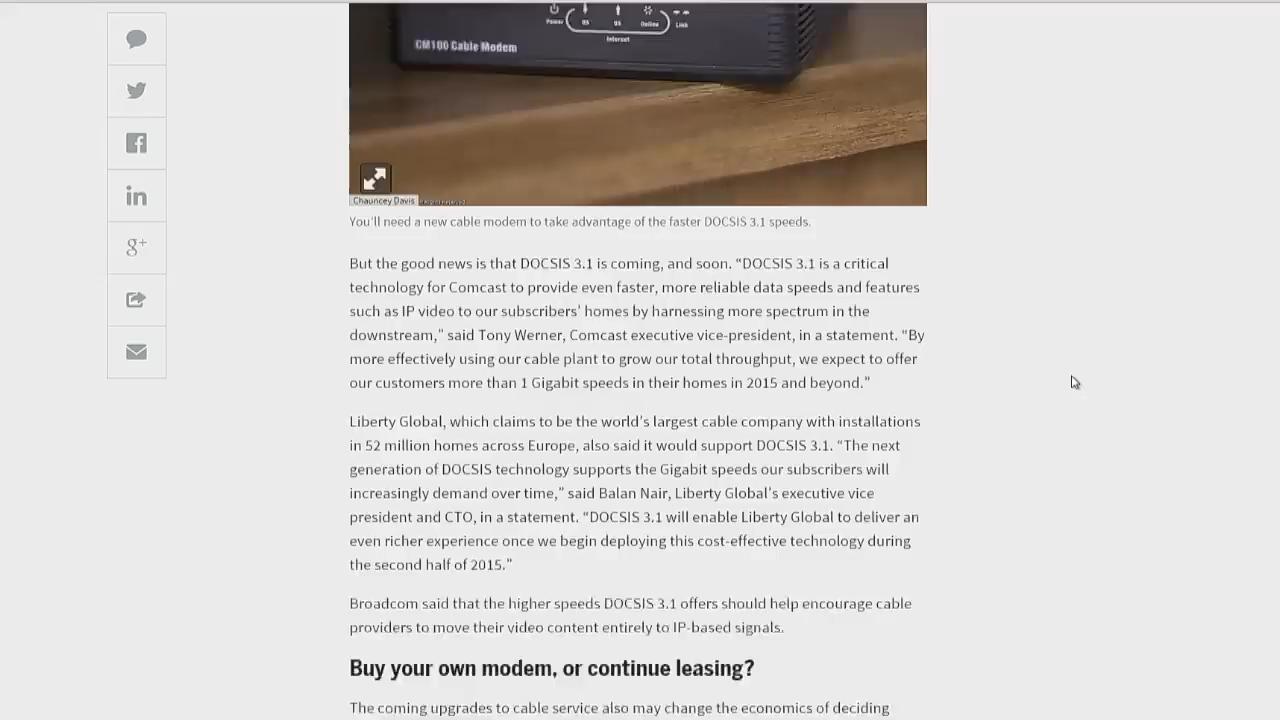 Power
US
US
Online
Link
Internet
CM100 Cable Modem
Chauncey Davis
You'll need a new cable modem to take advantage of the faster DOCSIS 3.1 speeds.
But the good news is that DOCSIS 3.1 is coming, and soon. “DOCSIS 3.1 is a critical
technology for Comcast to provide even faster, more reliable data speeds and features
such as IP video to our subscribers’ homes by harnessing more spectrum in the
downstream,” said Tony Werner, Comcast executive vice-president, in a statement. “By
more effectively using our cable plant to grow our total throughput, we expect to offer
our customers more than 1 Gigabit speeds in their homes in 2015 and beyond.”
Liberty Global, which claims to be the world’s largest cable company with installations
in 52 million homes across Europe, also said it would support DOCSIS 3.1. “The next
generation of DOCSIS technology supports the Gigabit speeds our subscribers will
increasingly demand over time,” said Balan Nair, Liberty Global’s executive vice
president and CTO, in a statement. “DOCSIS 3.1 will enable Liberty Global to deliver an
even richer experience once we begin deploying this cost-effective technology during
the second half of 2015.”
Broadcom said that the higher speeds DOCSIS 3.1 offers should help encourage cable
providers to move their video content entirely to IP-based signals.
Buy your own modem, or continue leasing?
The coming upgrades to cable service also may change the economics of deciding